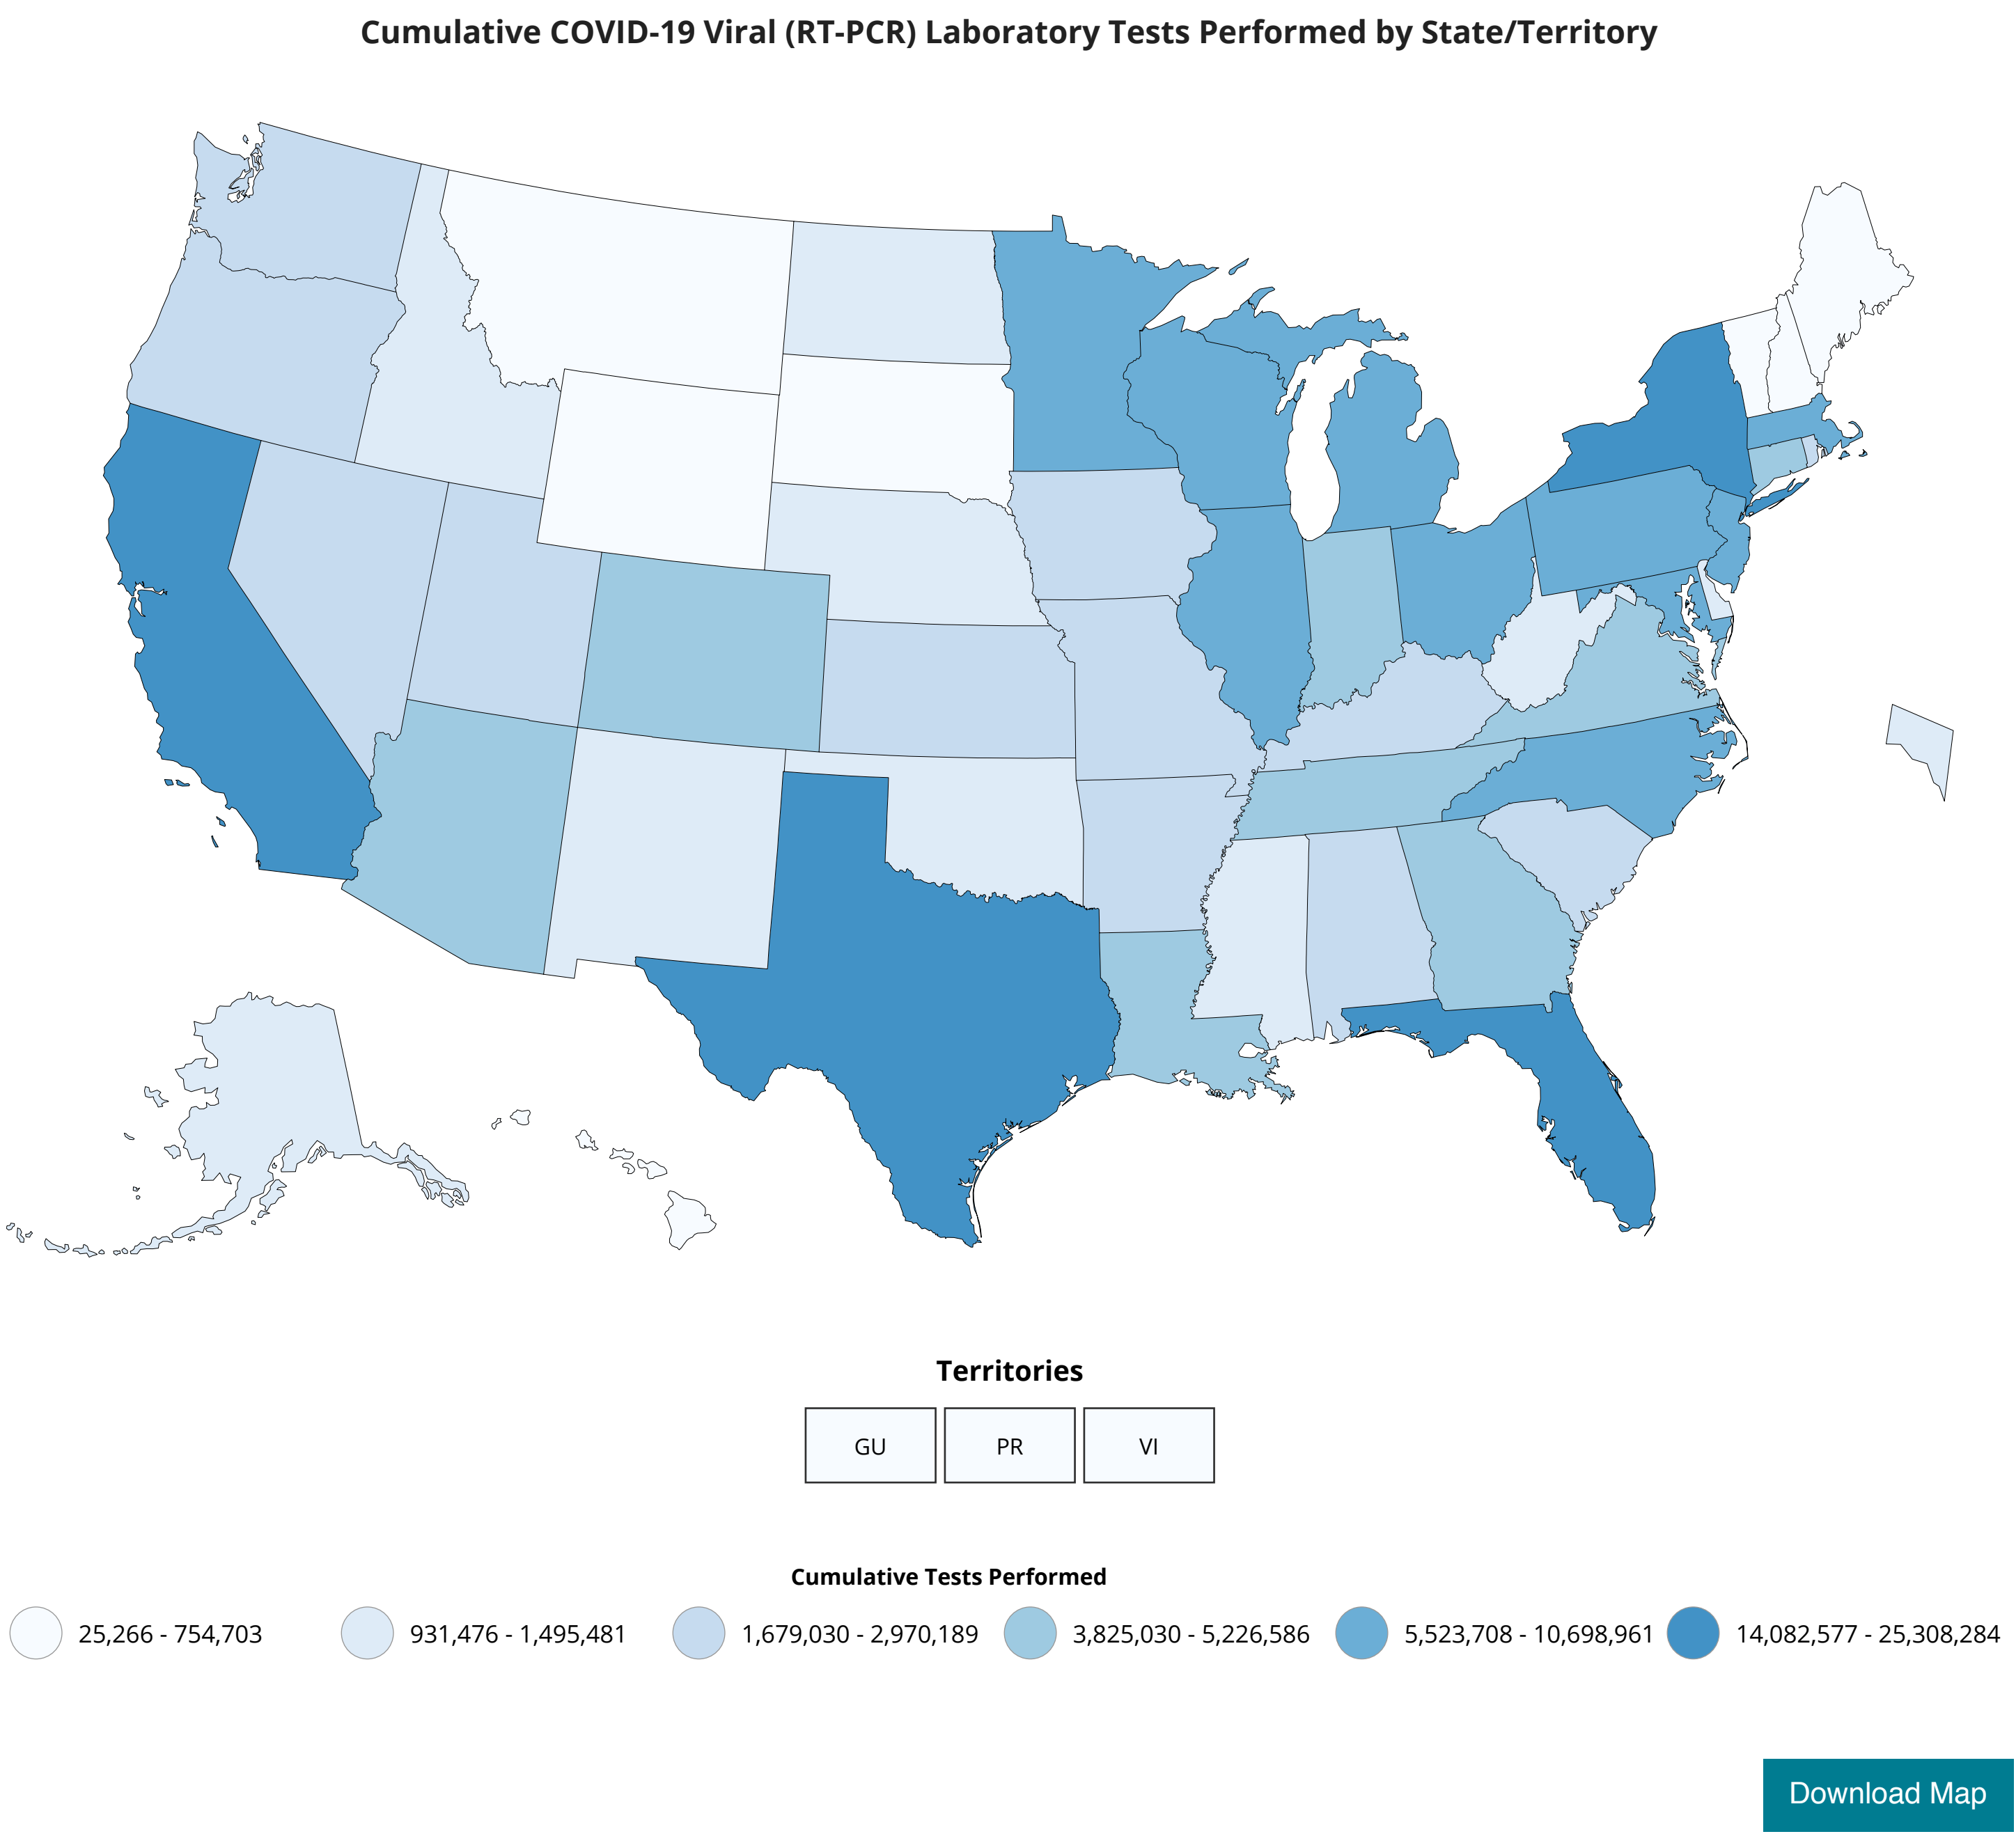 Cumulative COVID-19 Viral (RT-PCR) Laboratory Tests Performed by State/Territory
Territories
GU PR VI
Cumulative Tests Performed
25,266 - 754,703 931,476 - 1,495,481 1,679,030 - 2,970,189 3,825,030 - 5,226,586 5,523,708 - 10,698,961 14,082,577 - 25,308,284
Download Map